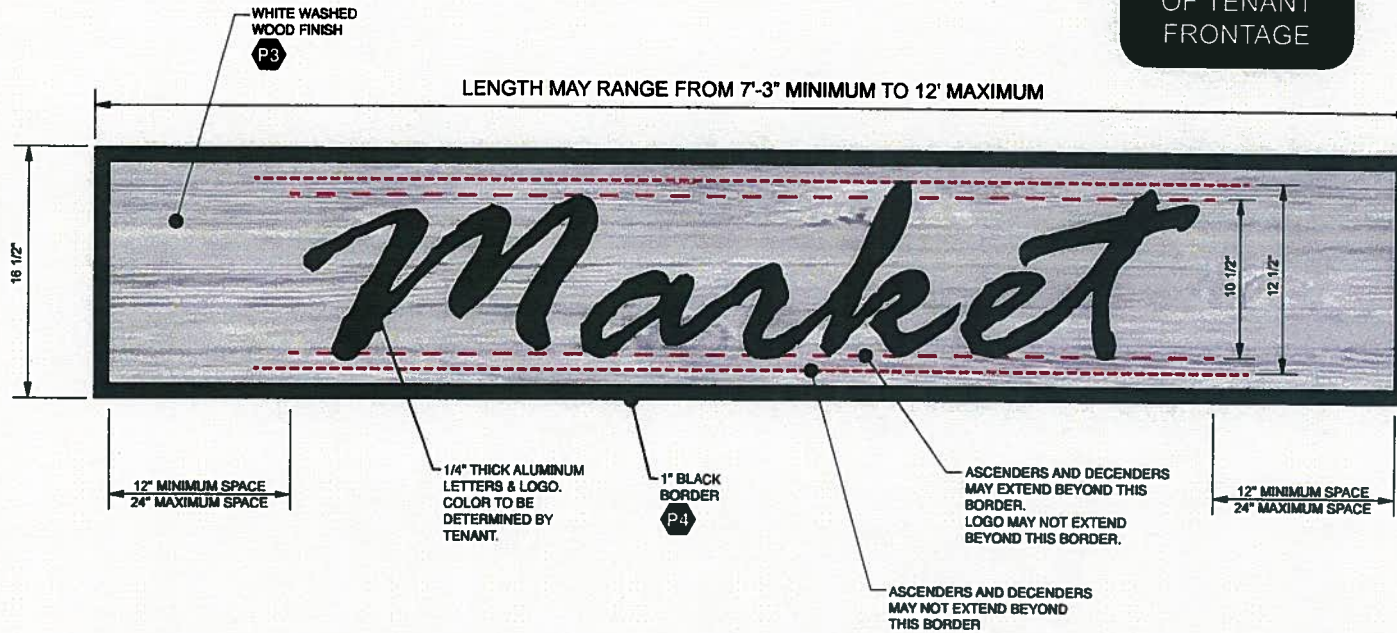 OF TENANT
FRONTAGE
WHITE WASHED
WOOD FINISH
P3
LENGTH MAY RANGE FROM 7'-3" MINIMUM TO 12' MAXIMUM
16 1/2"
Market
10 1/2"
12 1/2"
12" MINIMUM SPACE
24" MAXIMUM SPACE
1/4" THICK ALUMINUM
LETTERS & LOGO.
COLOR TO BE
DETERMINED BY
TENANT.
1" BLACK
BORDER
P4
ASCENDERS AND DECENDERS
MAY EXTEND BEYOND THIS
BORDER.
LOGO MAY NOT EXTEND
BEYOND THIS BORDER.
12" MINIMUM SPACE
24" MAXIMUM SPACE
ASCENDERS AND DECENDERS
MAY NOT EXTEND BEYOND
THIS BORDER